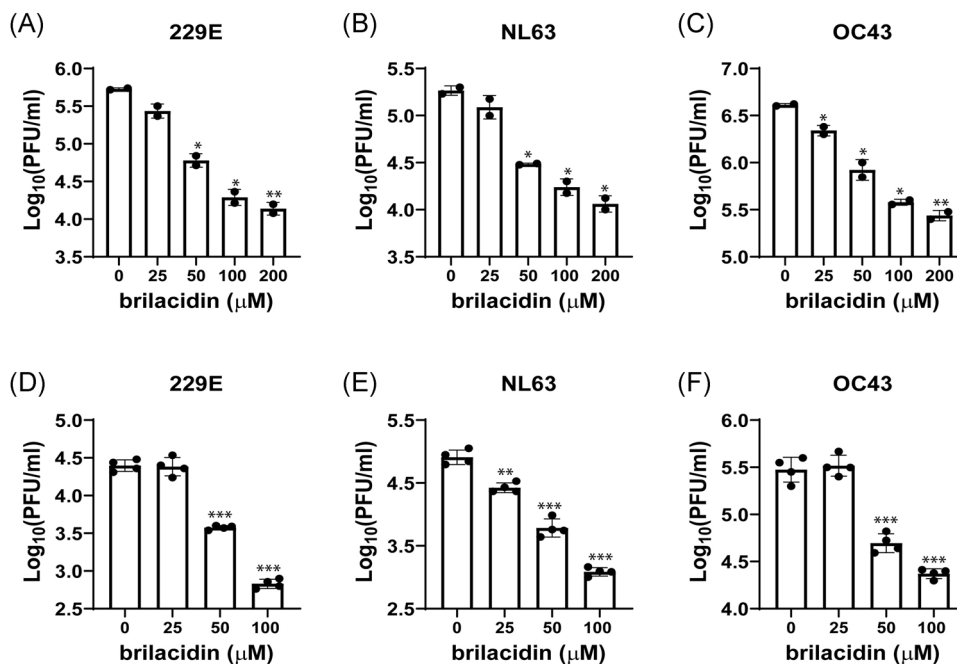 (A)
229E
Log10(PFU/ml)
6.0
5.5
5.0
4.5
4.0
3.5
*
*
**
0 25 50 100 200
brilacidin (μM)
(B)
NL63
Log10(PFU/ml)
5.5
5.0
4.5
4.0
3.5
*
*
*
0 25 50 100 200
brilacidin (μM)
(C)
OC43
Log10(PFU/ml)
7.0
6.5
6.0
5.5
5.0
*
*
*
**
0 25 50 100 200
brilacidin (μM)
(D)
229E
Log10(PFU/ml)
5.0
4.5
4.0
3.5
3.0
2.5
***
***
0 25 50 100
brilacidin (μM)
(E)
NL63
Log10(PFU/ml)
5.5
4.5
3.5
2.5
**
***
***
0 25 50 100
brilacidin (μM)
(F)
OC43
Log10(PFU/ml)
6.0
5.5
5.0
4.5
4.0
***
***
0 25 50 100
brilacidin (μM)